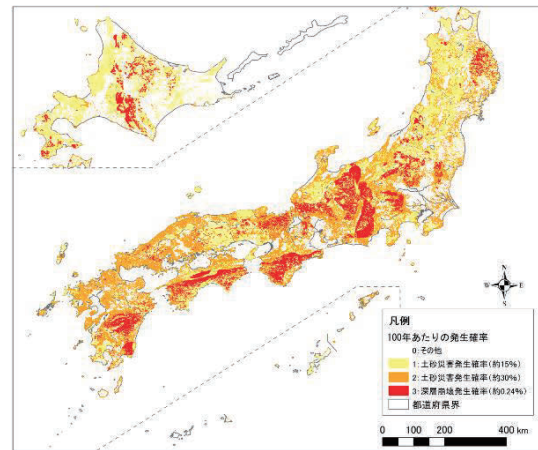 N
W
E
S
凡例
100年あたりの発生確率
0:その他
1:土砂災害発生確率(約15%)
2:土砂災害発生確率(約30%)
3:深層崩壊発生確率(約0.24%)
都道府県界
0 50 100 200 300 400 km